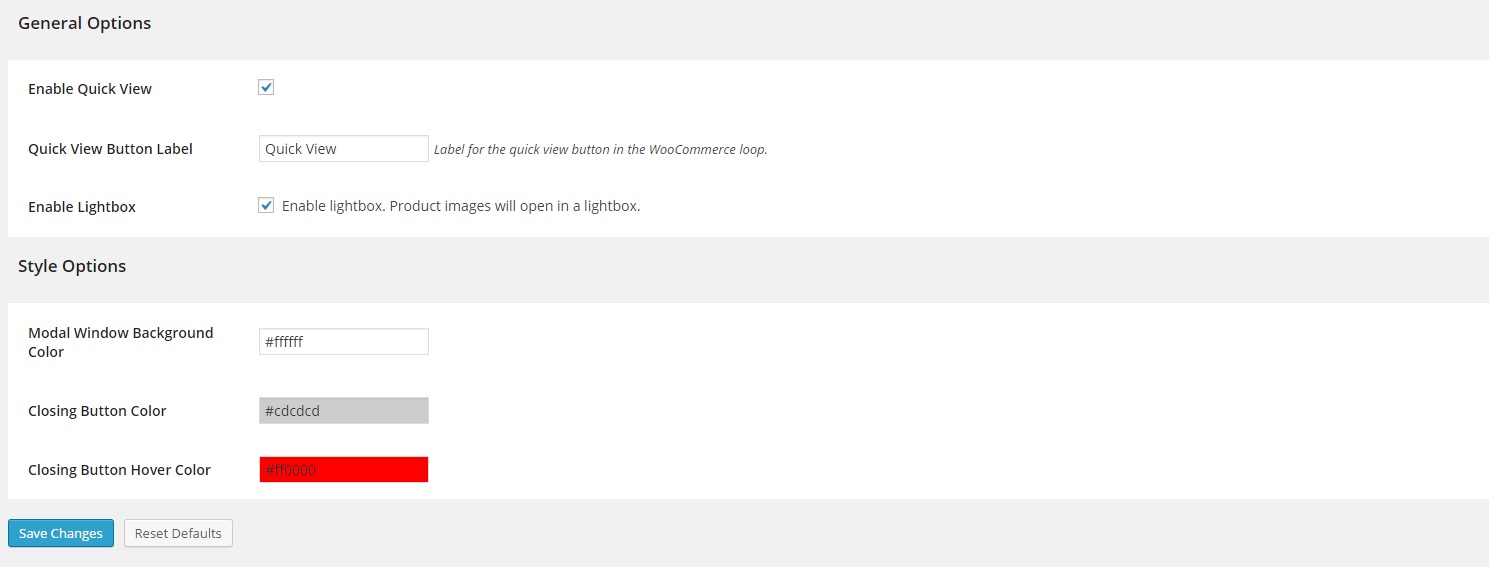 General Options
Enable Quick View
Quick View Button Label
Quick View
Label for the quick view button in the WooCommerce loop.
Enable Lightbox
Enable lightbox. Product images will open in a lightbox.
Style Options
Modal Window Background
Color
#ffffff
Closing Button Color
#cdcdcd
Closing Button Hover Color
#ff0000
Save Changes
Reset Defaults